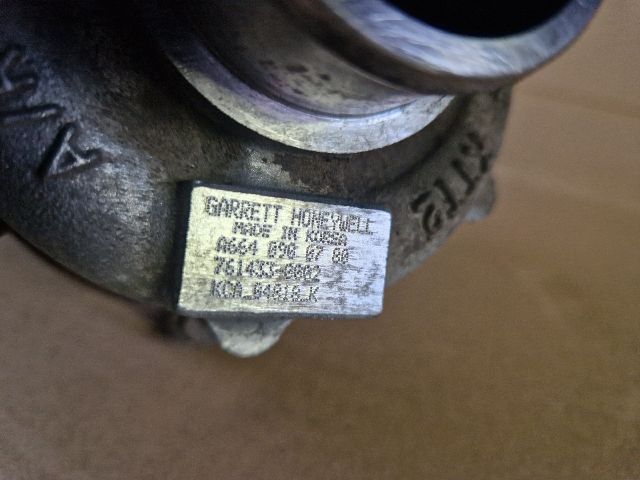 GARRETT HONEYWELL
MADE IN KOREA
A664 090 07 80
761433-0002
A/R